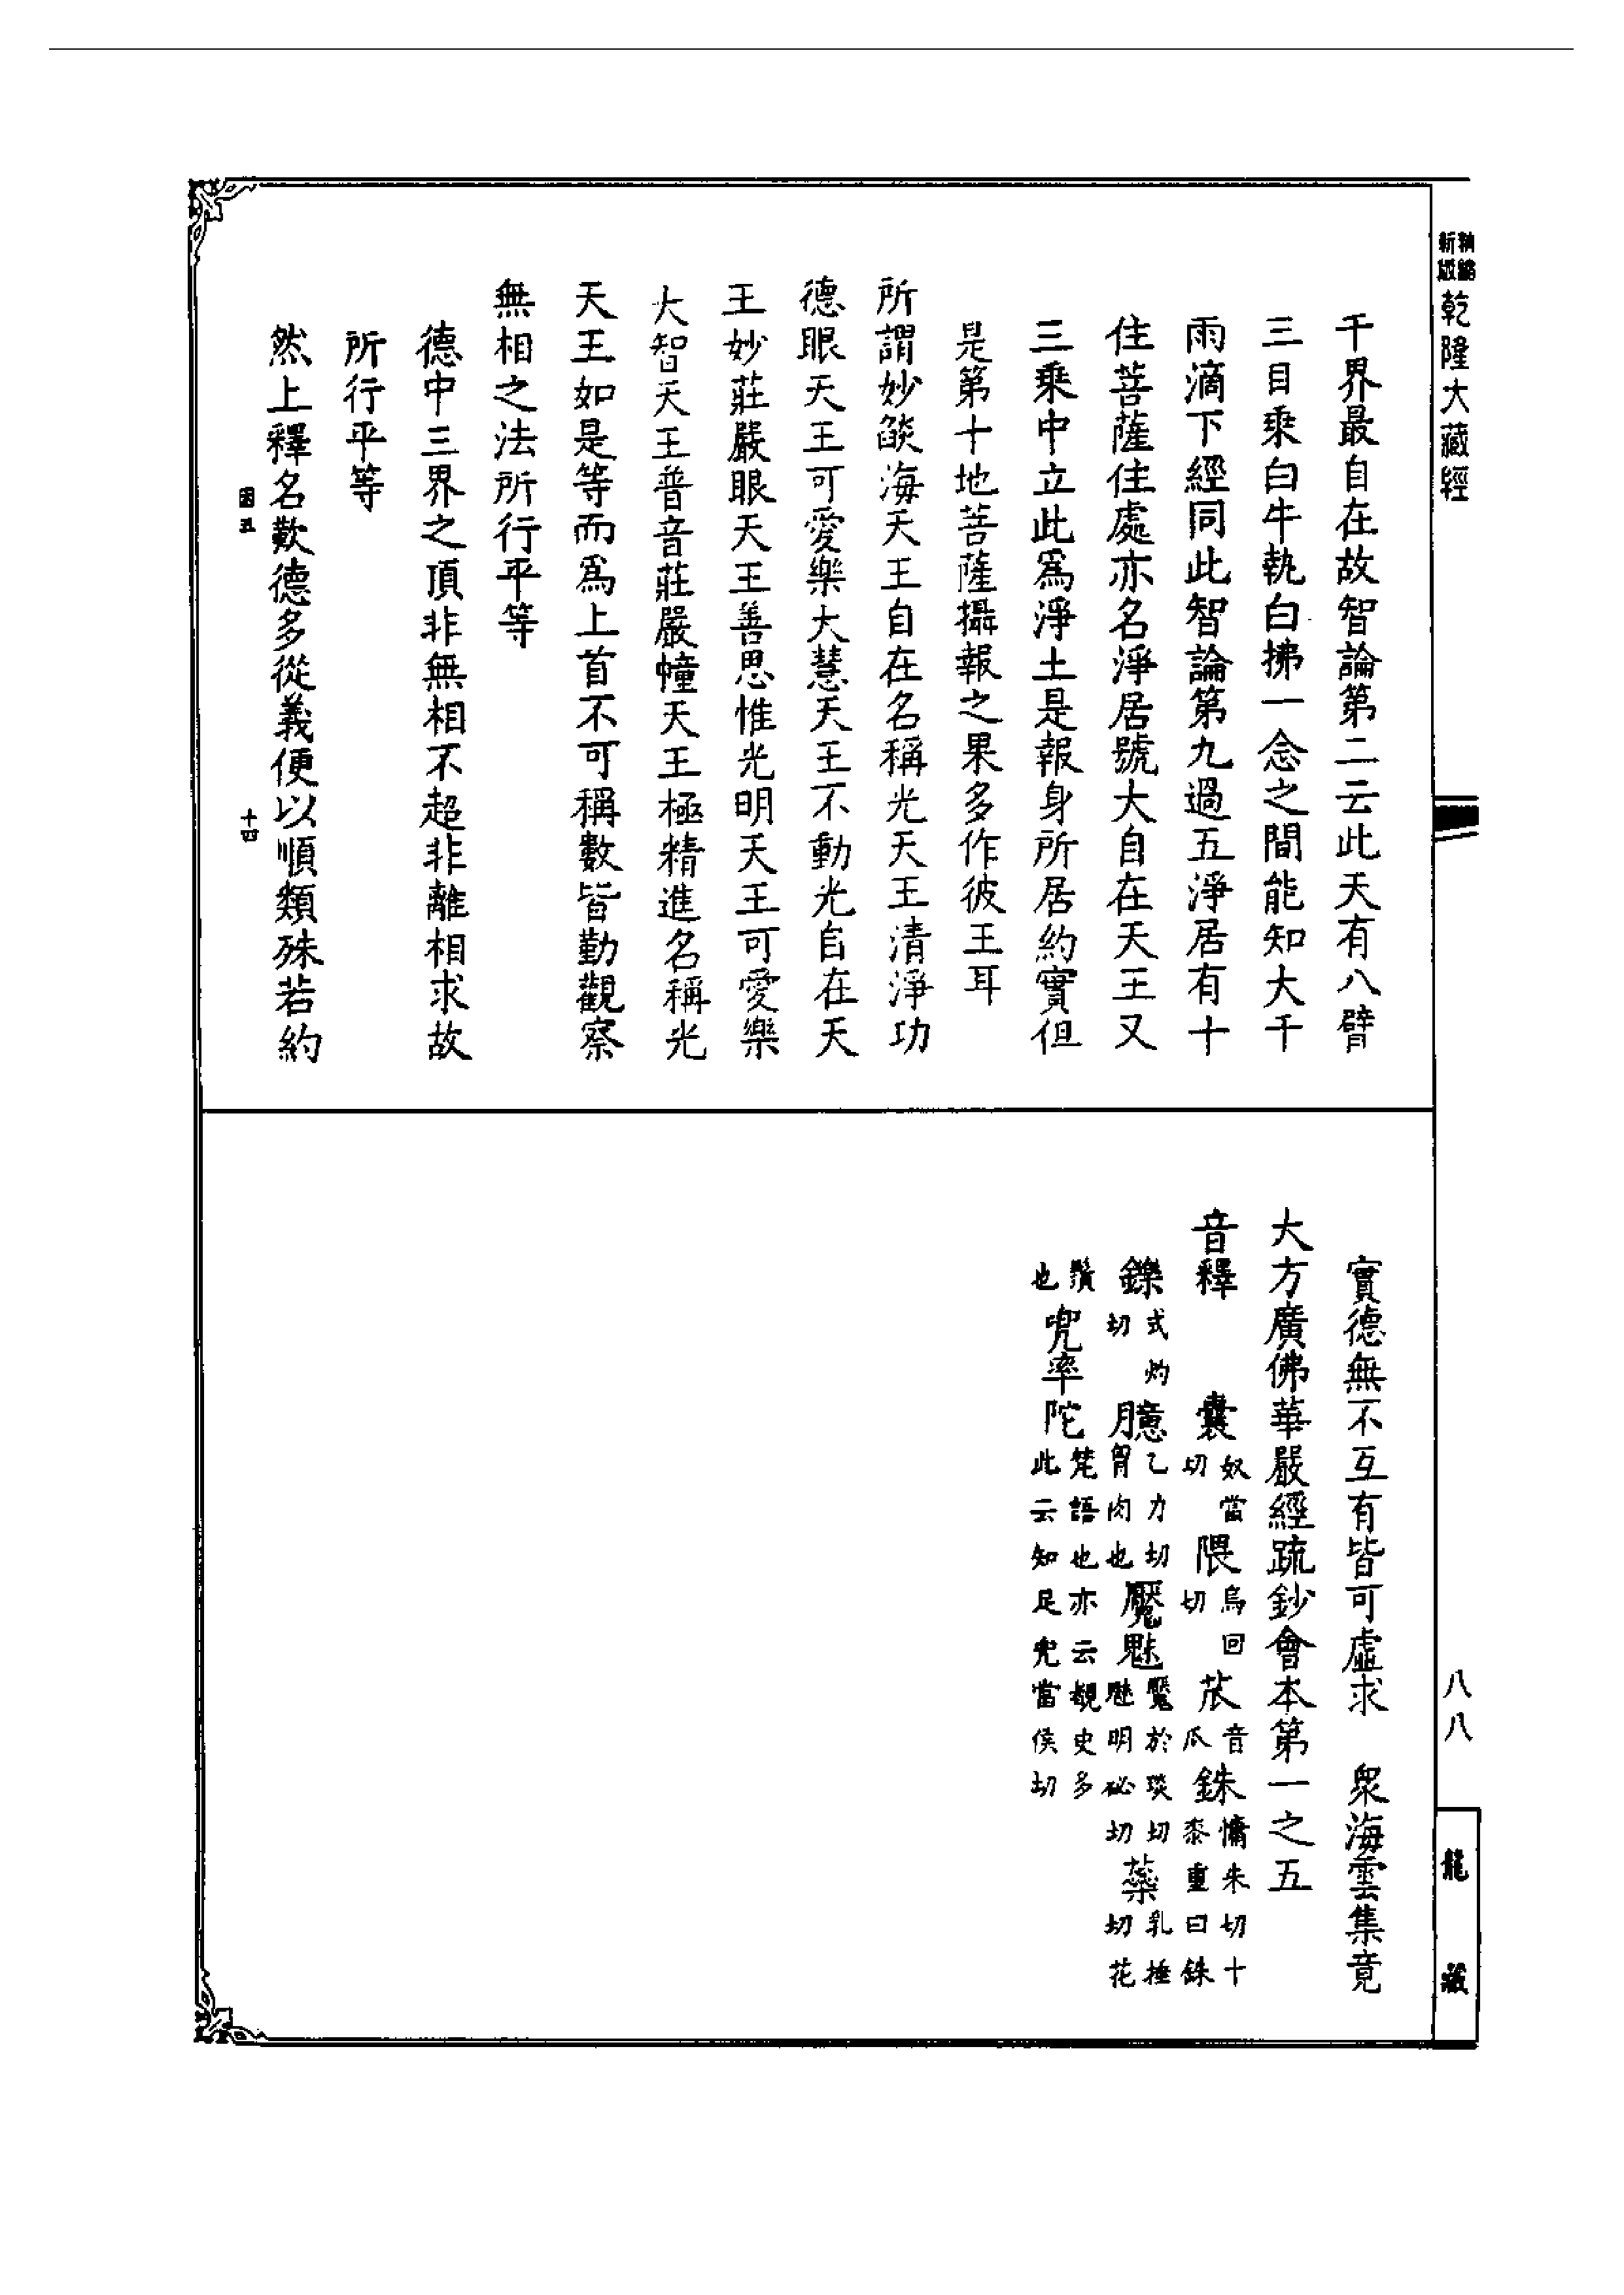 新版 精縮 乾隆大藏經
千界最自在故智論第二云此天有八臂
三目乘白牛執白拂一念之間能知大千
雨滴下經同此智論第九過五淨居有十
住菩薩住處亦名淨居號大自在天王又
三乘中立此為淨土是報身所居約實但
是第十地菩薩攝報之果多作彼王耳
所謂妙燄海天王自在名稱光天王清淨功
德眼天王可愛樂大慧天王不動光自在天
王妙莊嚴眼天王善思惟光明天王可愛樂
大智天王普音莊嚴幢天王極精進名稱光
天王如是等而為上首不可稱數皆勤觀察
無相之法所行平等
德中三界之頂非無相不超非離相求故
所行平等
然上釋名歎德多從義便以順類殊若約
因五 十四
實德無不互有皆可虛求 眾海雲集竟
大方廣佛華嚴經疏鈔會本第一之五
音釋
囊奴當切 隈烏回切 苽音瓜 銖慵朱切十黍重曰銖
鑠式灼切 臆乙力切胷肉也 魘魅魘於琰切魅明祕切 蘂乳捶切花
鬚也 兜率陀梵語也亦云覩史多此云知足兜當侯切
八八
龍藏